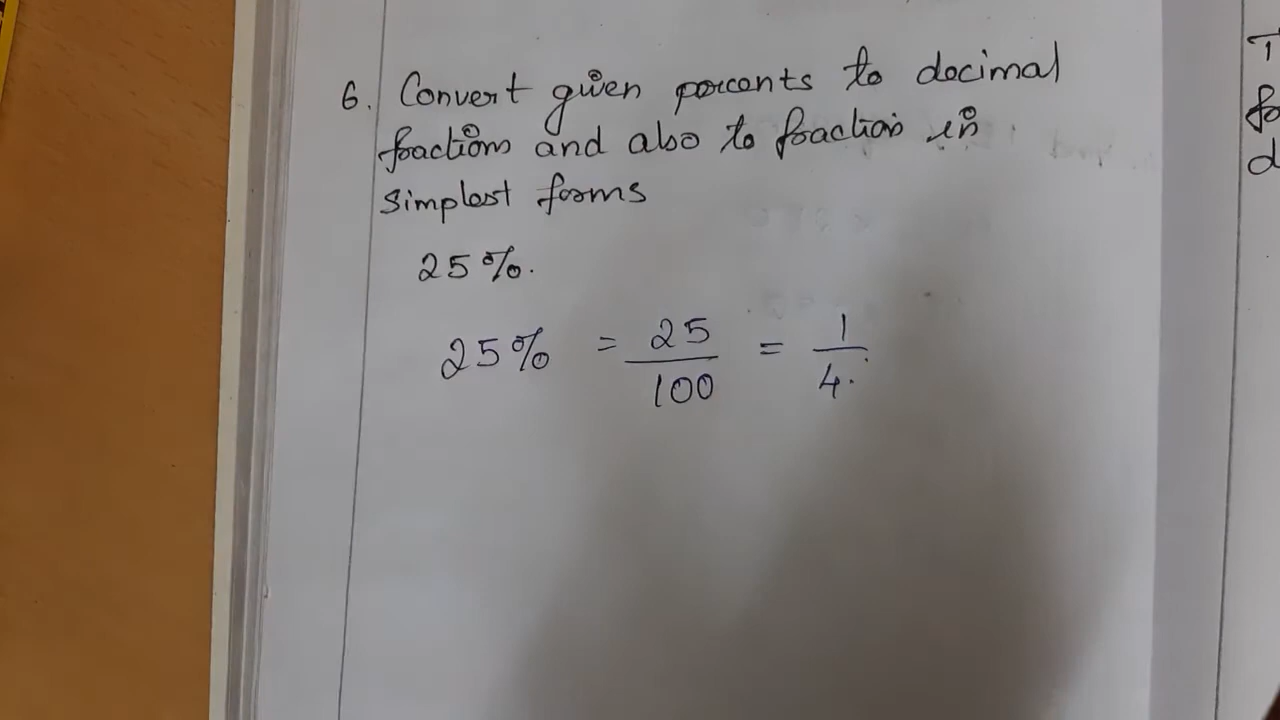 6. Convert given percents to decimal
fractions and also to fraction in
simplest forms
25%.
25% = 25/100 = 1/4.